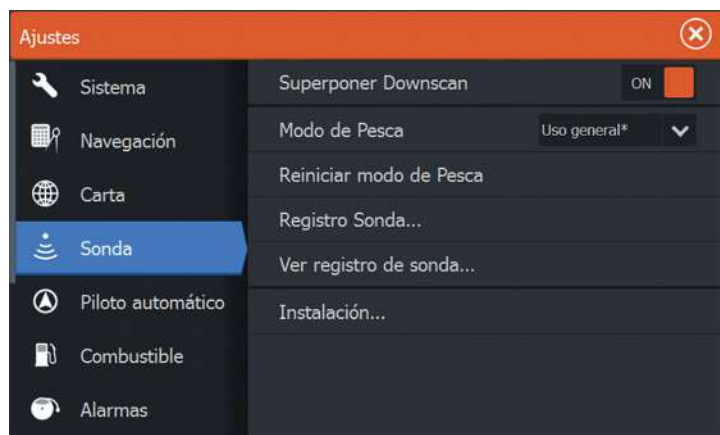 Ajustes
Sistema
Navegación
Carta
Sonda
Piloto automático
Combustible
Alarmas
Superponer Downscan ON
Modo de Pesca Uso general*
Reiniciar modo de Pesca
Registro Sonda...
Ver registro de sonda...
Instalación...